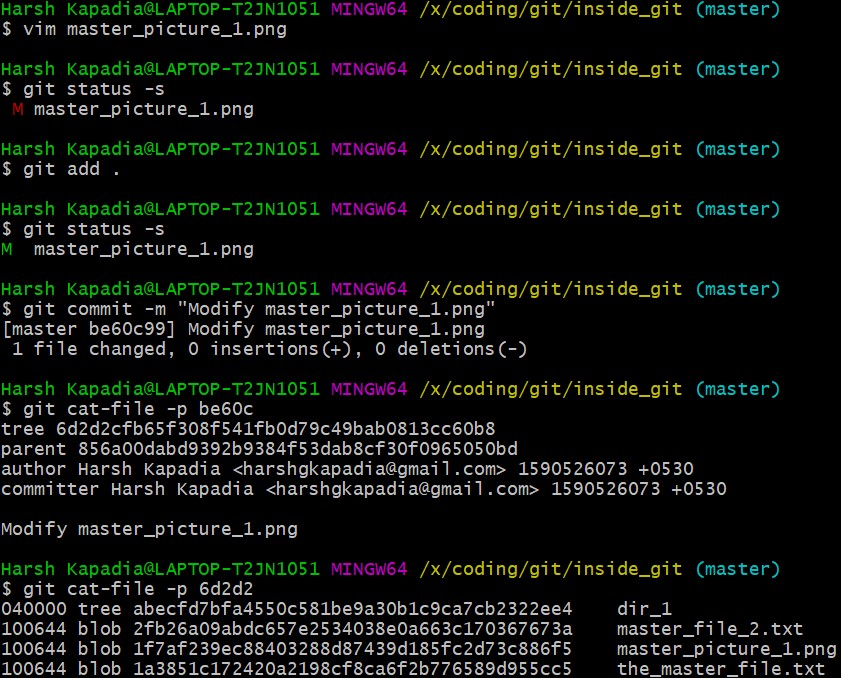 Harsh Kapadia@LAPTOP-T2JN1051 MINGW64 /x/coding/git/inside_git (master)
$ vim master_picture_1.png
Harsh Kapadia@LAPTOP-T2JN1051 MINGW64 /x/coding/git/inside_git (master)
$ git status -s
 M master_picture_1.png
Harsh Kapadia@LAPTOP-T2JN1051 MINGW64 /x/coding/git/inside_git (master)
$ git add .
Harsh Kapadia@LAPTOP-T2JN1051 MINGW64 /x/coding/git/inside_git (master)
$ git status -s
M  master_picture_1.png
Harsh Kapadia@LAPTOP-T2JN1051 MINGW64 /x/coding/git/inside_git (master)
$ git commit -m "Modify master_picture_1.png"
[master be60c99] Modify master_picture_1.png
 1 file changed, 0 insertions(+), 0 deletions(-)
Harsh Kapadia@LAPTOP-T2JN1051 MINGW64 /x/coding/git/inside_git (master)
$ git cat-file -p be60c
tree 6d2d2cfb65f308f541fb0d79c49bab0813cc60b8
parent 856a00dabd9392b9384f53dab8cf30f0965050bd
author Harsh Kapadia <harshgkapadia@gmail.com> 1590526073 +0530
committer Harsh Kapadia <harshgkapadia@gmail.com> 1590526073 +0530
Modify master_picture_1.png
Harsh Kapadia@LAPTOP-T2JN1051 MINGW64 /x/coding/git/inside_git (master)
$ git cat-file -p 6d2d2
040000 tree abecfd7bfa4550c581be9a30b1c9ca7cb2322ee4    dir_1
100644 blob 2fb26a09abdc657e2534038e0a663c170367673a    master_file_2.txt
100644 blob 1f7af239ec88403288d87439d185fc2d73c886f5    master_picture_1.png
100644 blob 1a3851c172420a2198cf8ca6f2b776589d955cc5    the_master_file.txt